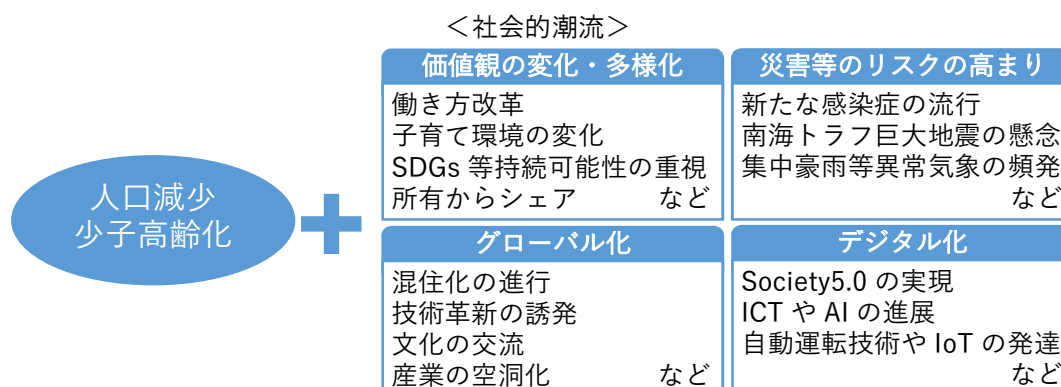 ＜社会的潮流＞
人口減少
少子高齢化
価値観の変化・多様化
働き方改革
子育て環境の変化
SDGs 等持続可能性の重視
所有からシェア など
災害等のリスクの高まり
新たな感染症の流行
南海トラフ巨大地震の懸念
集中豪雨等異常気象の頻発
など
グローバル化
混住化の進行
技術革新の誘発
文化の交流
産業の空洞化 など
デジタル化
Society5.0 の実現
ICT や AI の進展
自動運転技術や IoT の発達
など